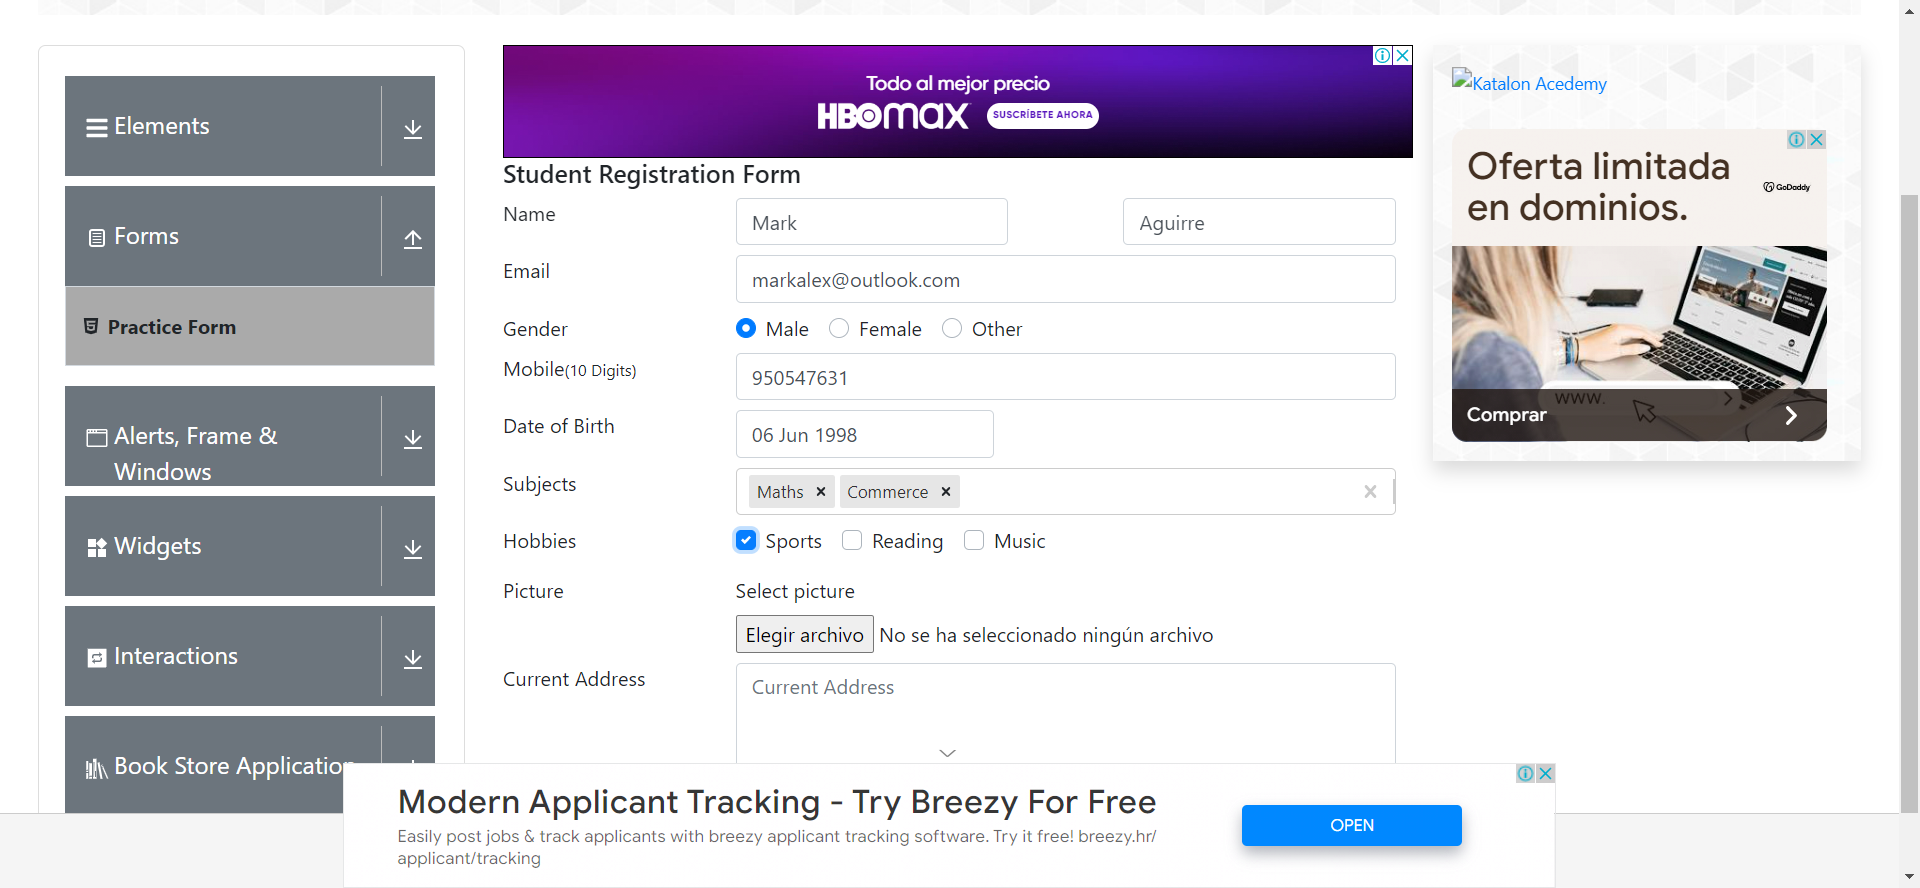 Elements
Forms
Practice Form
Alerts, Frame &
Windows
Widgets
Interactions
Book Store Application
Todo al mejor precio
HBOMAX SUSCRÍBETE AHORA
Student Registration Form
Name Mark Aguirre
Email markalex@outlook.com
Gender Male Female Other
Mobile(10 Digits) 950547631
Date of Birth 06 Jun 1998
Subjects Maths Commerce
Hobbies Sports Reading Music
Picture Select picture
Elegir archivo No se ha seleccionado ningún archivo
Current Address Current Address
Katalon Acedemy
Oferta limitada
en dominios.
GoDaddy
www.
Comprar
Modern Applicant Tracking - Try Breezy For Free
Easily post jobs & track applicants with breezy applicant tracking software. Try it free! breezy.hr/
applicant/tracking
OPEN